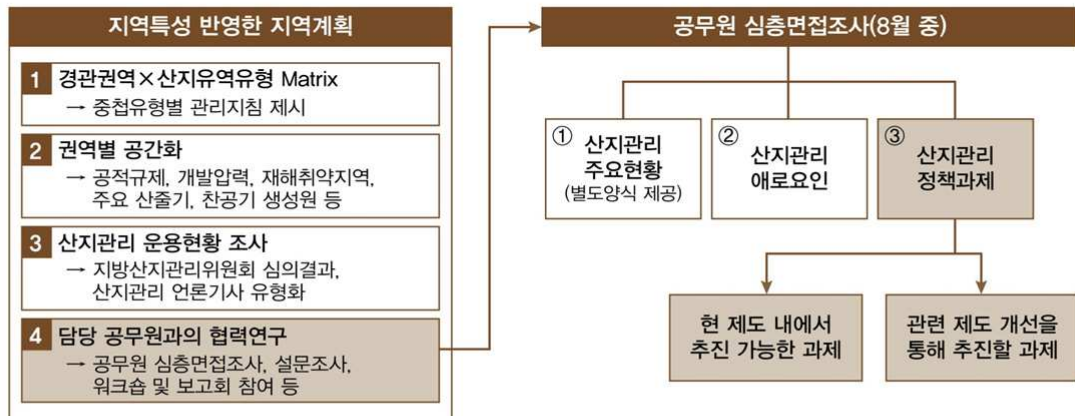 지역특성 반영한 지역계획
1 경관권역×산지유역유형 Matrix
→ 중첩유형별 관리지침 제시
2 권역별 공간화
→ 공적규제, 개발압력, 재해취약지역,
주요 산줄기, 찬공기 생성원 등
3 산지관리 운용현황 조사
→ 지방산지관리위원회 심의결과,
산지관리 언론기사 유형화
4 담당 공무원과의 협력연구
→ 공무원 심층면접조사, 설문조사,
워크숍 및 보고회 참여 등
공무원 심층면접조사(8월 중)
① 산지관리
주요현황
(별도양식 제공)
② 산지관리
애로요인
③ 산지관리
정책과제
현 제도 내에서
추진 가능한 과제
관련 제도 개선을
통해 추진할 과제